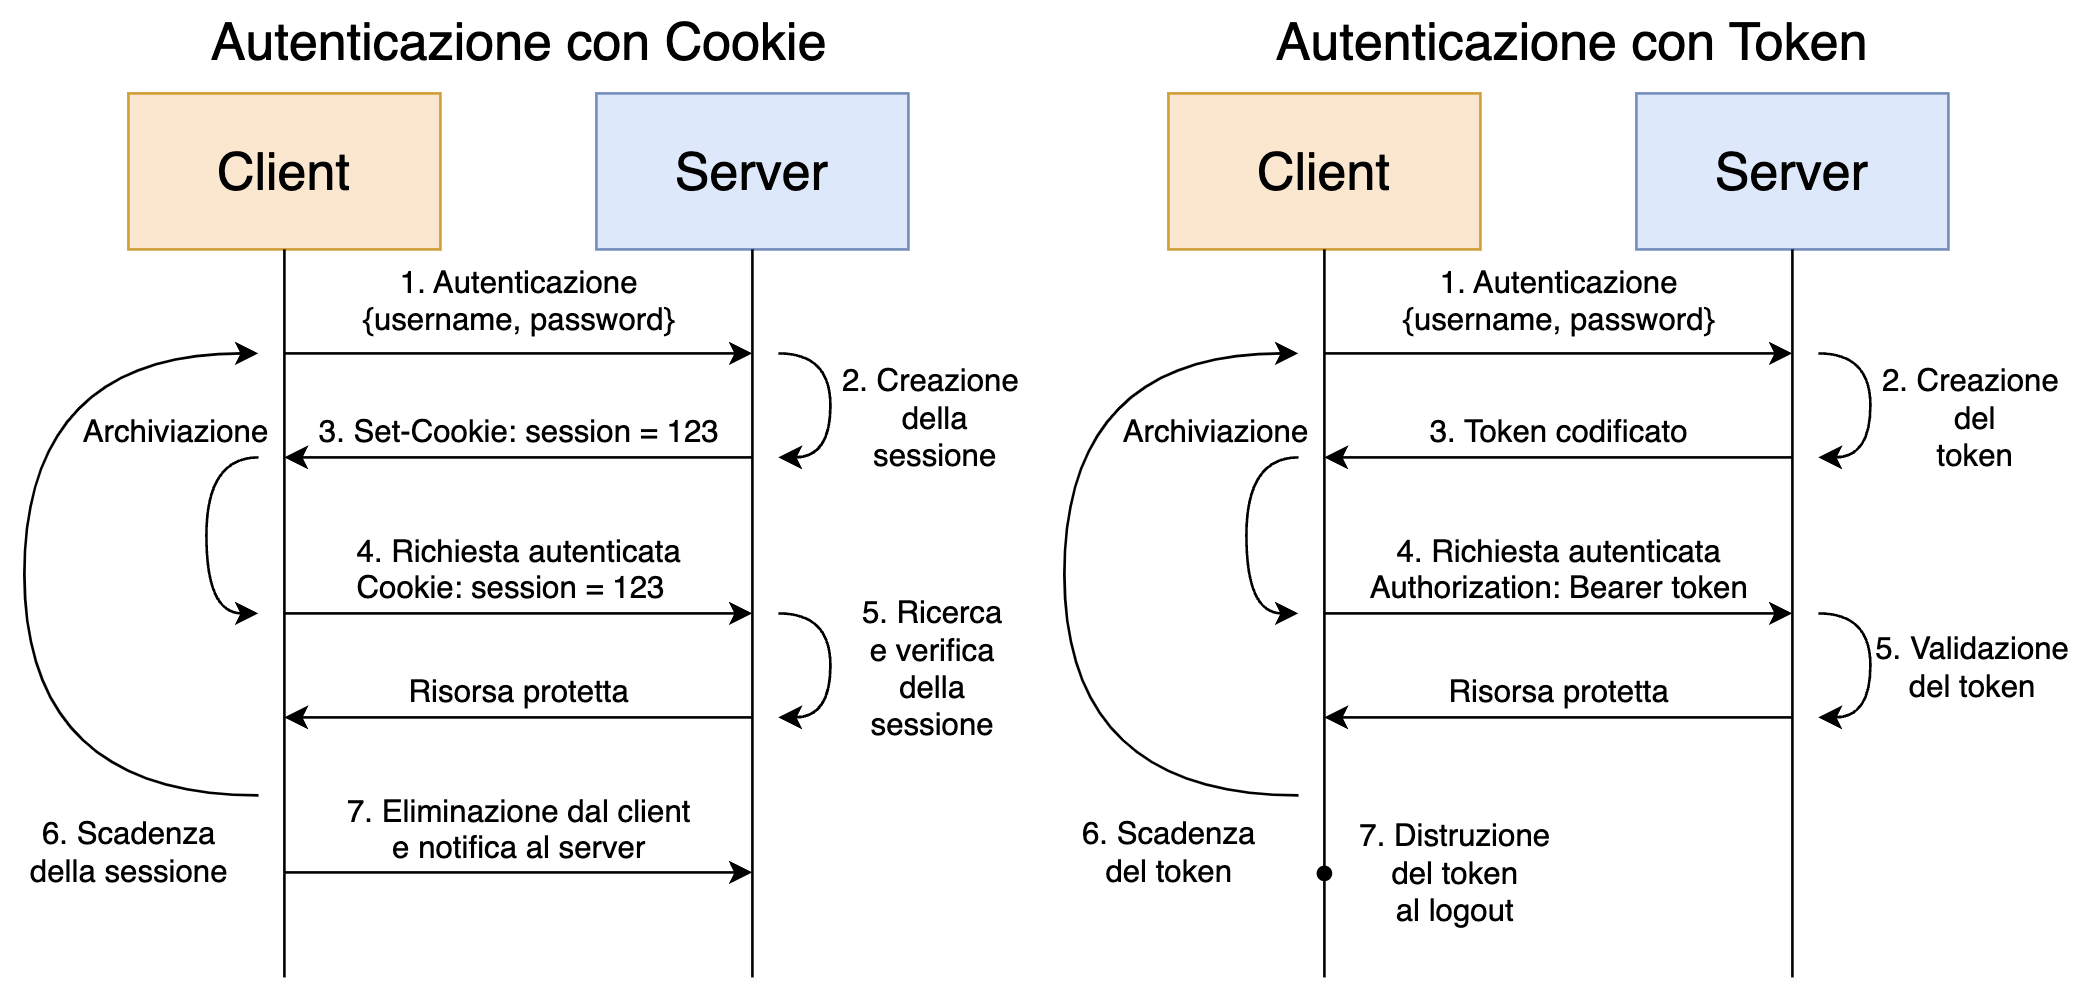 Autenticazione con Cookie
Client
Server
1. Autenticazione
{username, password}
2. Creazione
della
sessione
Archiviazione
3. Set-Cookie: session = 123
4. Richiesta autenticata
Cookie: session = 123
5. Ricerca
e verifica
della
sessione
Risorsa protetta
6. Scadenza
della sessione
7. Eliminazione dal client
e notifica al server
Autenticazione con Token
Client
Server
1. Autenticazione
{username, password}
2. Creazione
del
token
Archiviazione
3. Token codificato
4. Richiesta autenticata
Authorization: Bearer token
5. Validazione
del token
Risorsa protetta
6. Scadenza
del token
7. Distruzione
del token
al logout